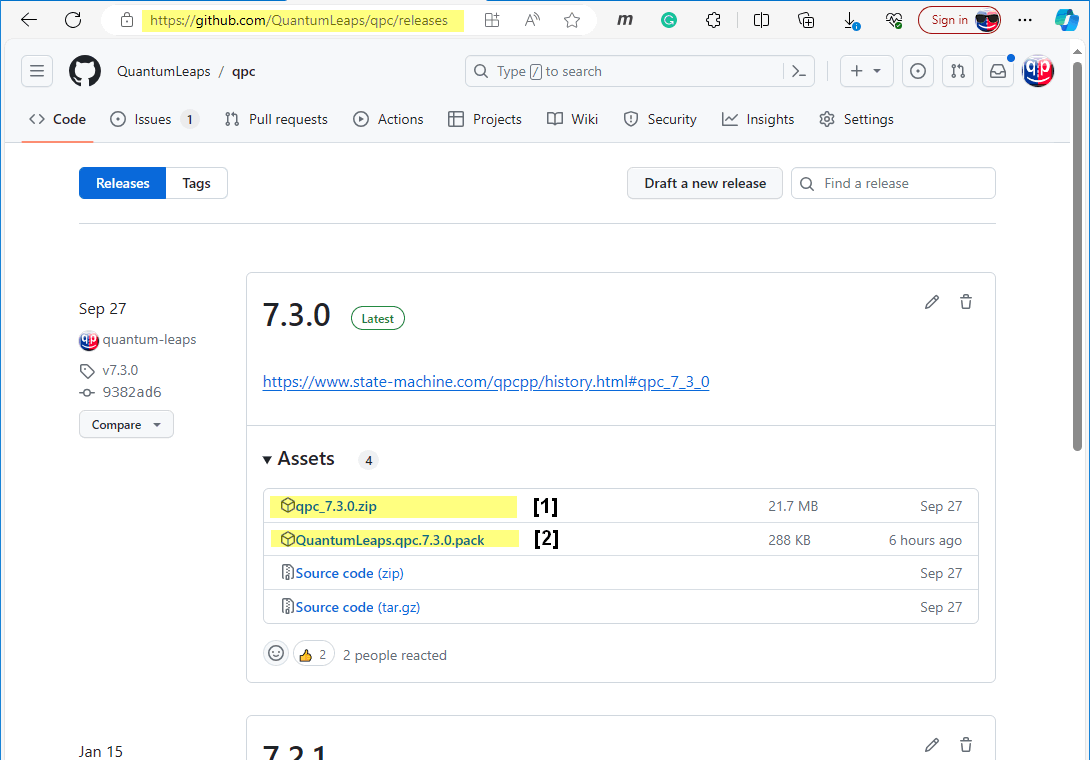 https://github.com/QuantumLeaps/qpc/releases
Sign in
QuantumLeaps / qpc
Type / to search
Code
Issues 1
Pull requests
Actions
Projects
Wiki
Security
Insights
Settings
Releases
Tags
Draft a new release
Find a release
Sep 27
quantum-leaps
v7.3.0
9382ad6
Compare
7.3.0 Latest
https://www.state-machine.com/qpcpp/history.html#qpc_7_3_0
Assets 4
qpc_7.3.0.zip [1] 21.7 MB Sep 27
QuantumLeaps.qpc.7.3.0.pack [2] 288 KB 6 hours ago
Source code (zip) Sep 27
Source code (tar.gz) Sep 27
👍 2 2 people reacted
Jan 15
7.2.1